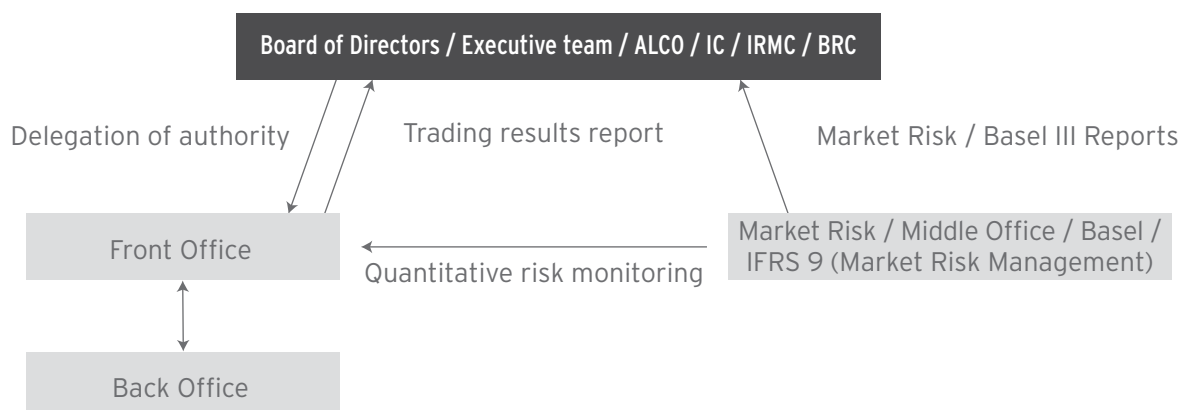 Board of Directors / Executive team / ALCO / IC / IRMC / BRC
Delegation of authority
Trading results report
Market Risk / Basel III Reports
Front Office
Market Risk / Middle Office / Basel /
IFRS 9 (Market Risk Management)
Quantitative risk monitoring
Back Office